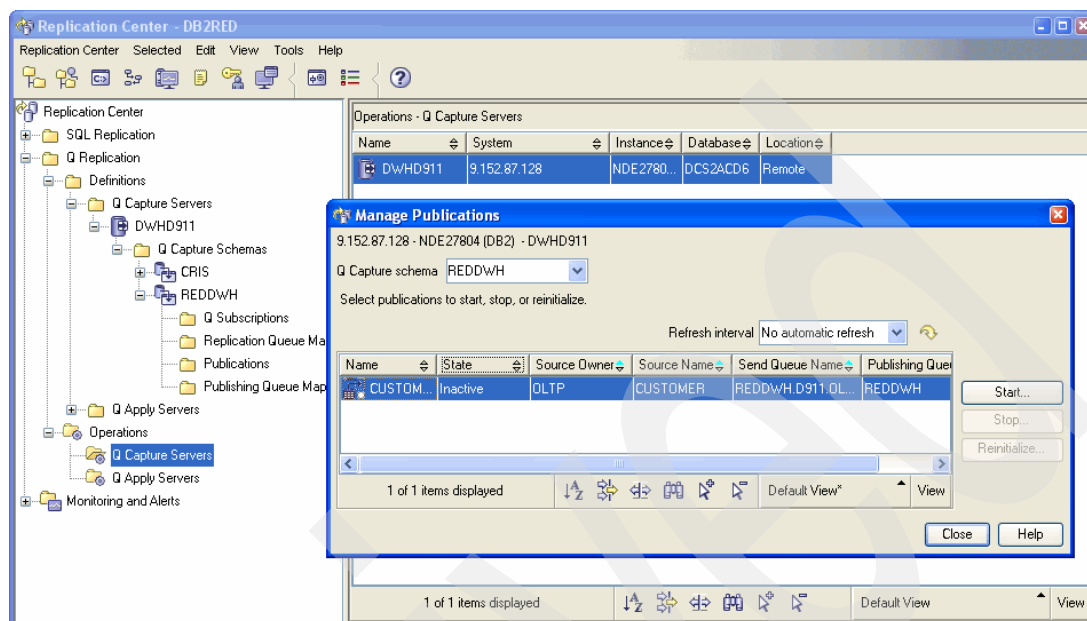 Replication Center - DB2RED
Replication Center Selected Edit View Tools Help
Replication Center
SQL Replication
Q Replication
Definitions
Q Capture Servers
DWHD911
Q Capture Schemas
CRIS
REDDWH
Q Subscriptions
Replication Queue Ma
Publications
Publishing Queue Map
Q Apply Servers
Operations
Q Capture Servers
Q Apply Servers
Monitoring and Alerts
Operations - Q Capture Servers
Name System Instance Database Location
DWHD911 9.152.87.128 NDE2780... DCS2ACD6 Remote
Manage Publications
9.152.87.128 - NDE27804 (DB2) - DWHD911
Q Capture schema REDDWH
Select publications to start, stop, or reinitialize.
Refresh interval No automatic refresh
Name State Source Owner Source Name Send Queue Name Publishing Que
CUSTOM... Inactive OLTP CUSTOMER REDDWH.D911.OL... REDDWH
Start...
Stop...
Reinitialize...
1 of 1 items displayed Default View* View
Close Help
1 of 1 items displayed Default View View